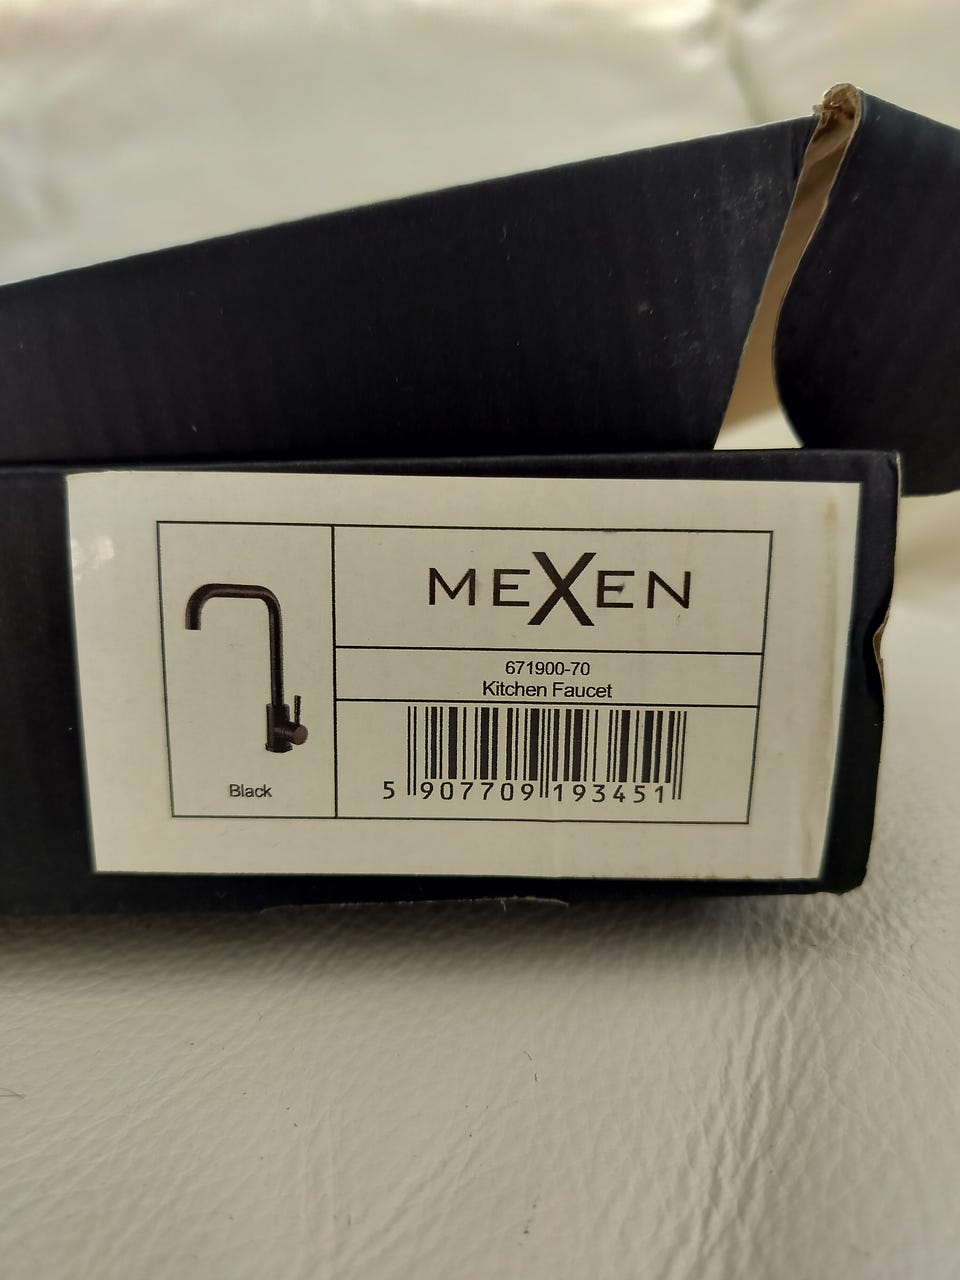 MEXEN
671900-70
Kitchen Faucet
Black
5 907709 193451